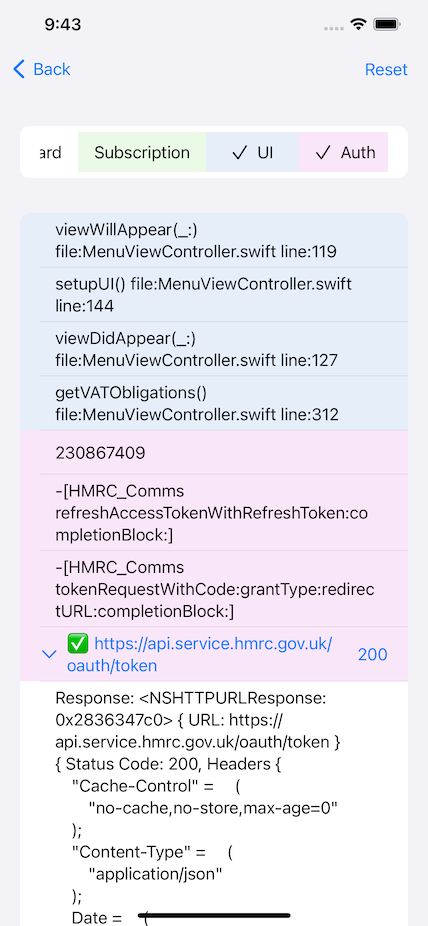 9:43
Back
Reset
ard
Subscription
UI
Auth
viewWillAppear(_:)
file:MenuViewController.swift line:119
setupUI() file:MenuViewController.swift
line:144
viewDidAppear(_:)
file:MenuViewController.swift line:127
getVATObligations()
file:MenuViewController.swift line:312
230867409
-[HMRC_Comms
refreshAccessTokenWithRefreshToken:co
mpletionBlock:]
-[HMRC_Comms
tokenRequestWithCode:grantType:redirec
tURL:completionBlock:]
✅ https://api.service.hmrc.gov.uk/
oauth/token
200
Response: <NSHTTPURLResponse:
0x2836347c0> { URL: https://
api.service.hmrc.gov.uk/oauth/token }
{ Status Code: 200, Headers {
"Cache-Control" = (
"no-cache,no-store,max-age=0"
);
"Content-Type" = (
"application/json"
);
Date = (